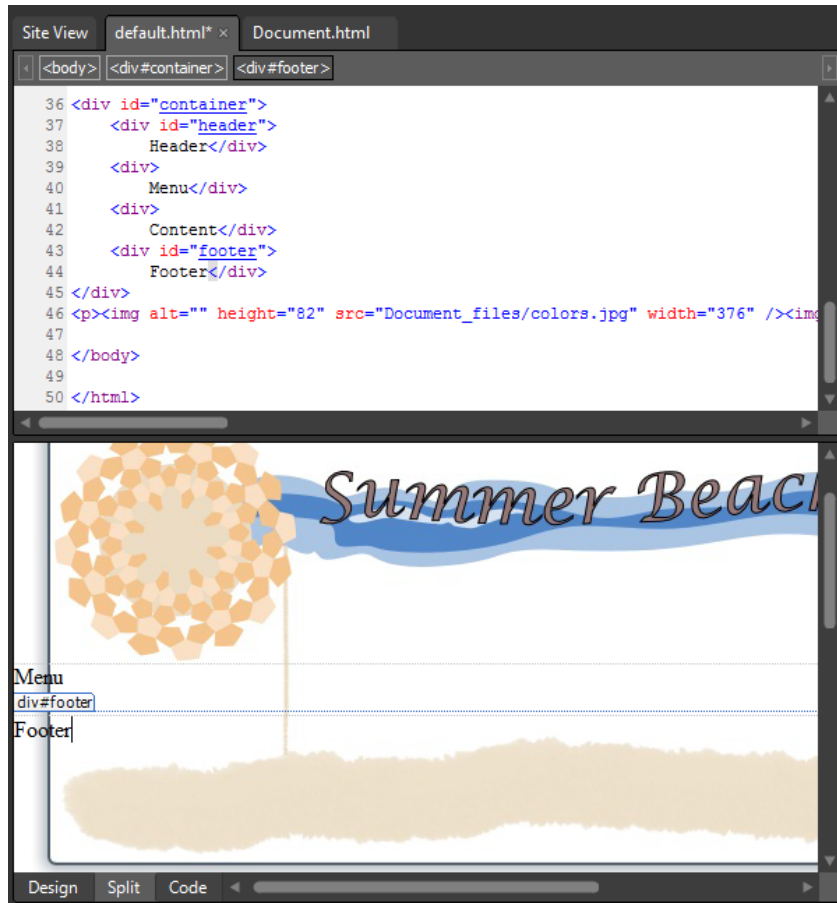 Site View default.html* × Document.html
<body> <div#container> <div#footer>
36 <div id="container">
37 <div id="header">
38 Header</div>
39 <div>
40 Menu</div>
41 <div>
42 Content</div>
43 <div id="footer">
44 Footer</div>
45 </div>
46 <p><img alt="" height="82" src="Document_files/colors.jpg" width="376" /><img
47
48 </body>
49
50 </html>
Summer Beach
Menu
div#footer
Footer
Design Split Code